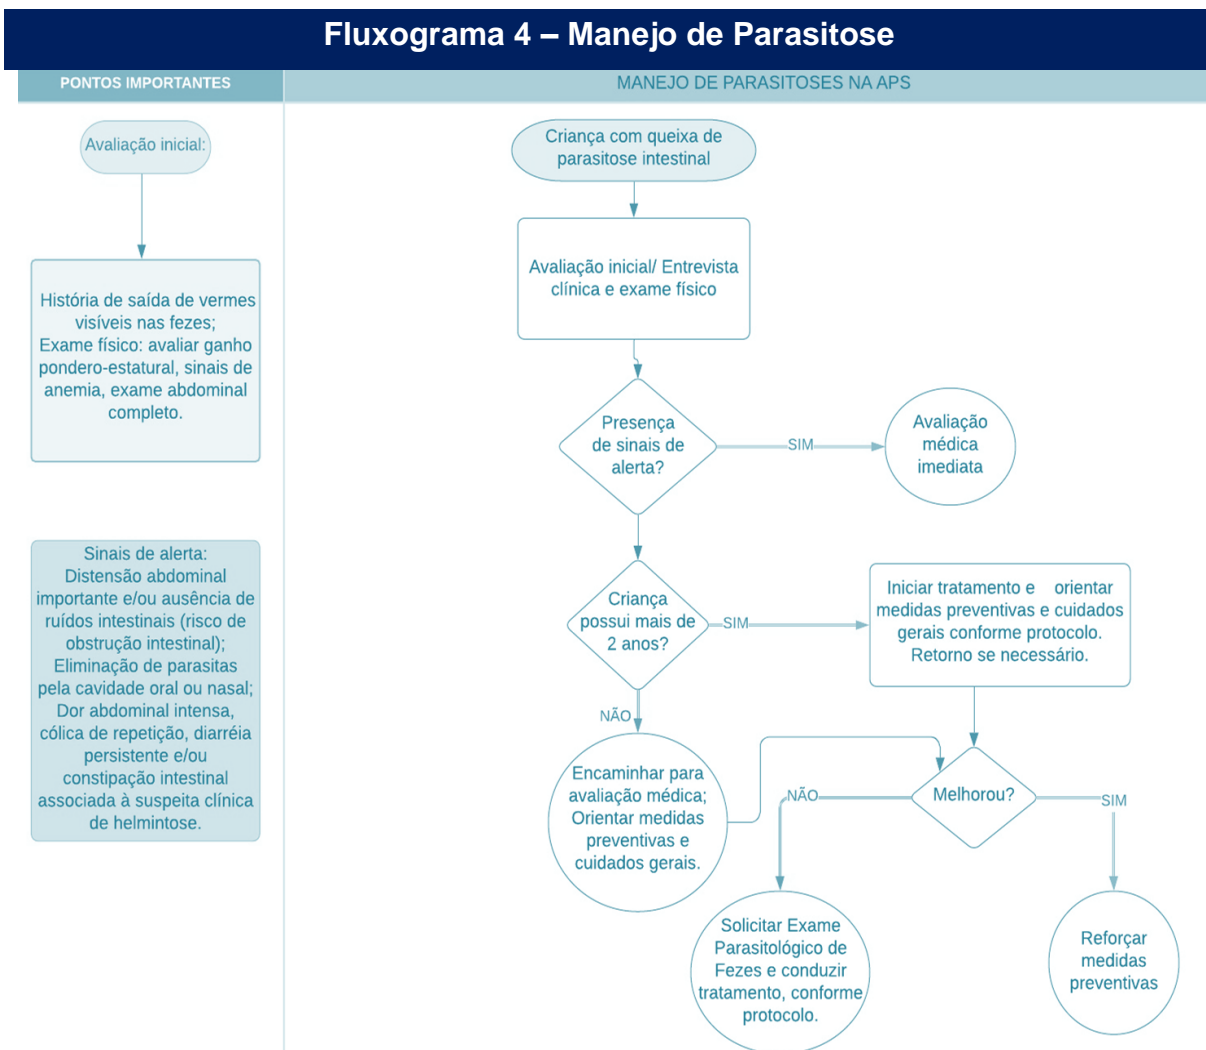 Fluxograma 4 – Manejo de Parasitose
PONTOS IMPORTANTES
MANEJO DE PARASITOSES NA APS
Avaliação inicial:
História de saída de vermes
visíveis nas fezes;
Exame físico: avaliar ganho
pondero-estatural, sinais de
anemia, exame abdominal
completo.
Sinais de alerta:
Distensão abdominal
importante e/ou ausência de
ruídos intestinais (risco de
obstrução intestinal);
Eliminação de parasitas
pela cavidade oral ou nasal;
Dor abdominal intensa,
cólica de repetição, diarréia
persistente e/ou
constipação intestinal
associada à suspeita clínica
de helmintose.
Criança com queixa de
parasitose intestinal
Avaliação inicial/ Entrevista
clínica e exame físico
Presença
de sinais de
alerta?
SIM
Avaliação
médica
imediata
Criança
possui mais de
2 anos?
SIM
Iniciar tratamento e orientar
medidas preventivas e cuidados
gerais conforme protocolo.
Retorno se necessário.
NÃO
Encaminhar para
avaliação médica;
Orientar medidas
preventivas e
cuidados gerais.
Melhorou?
NÃO
SIM
Solicitar Exame
Parasitológico de
Fezes e conduzir
tratamento, conforme
protocolo.
Reforçar
medidas
preventivas